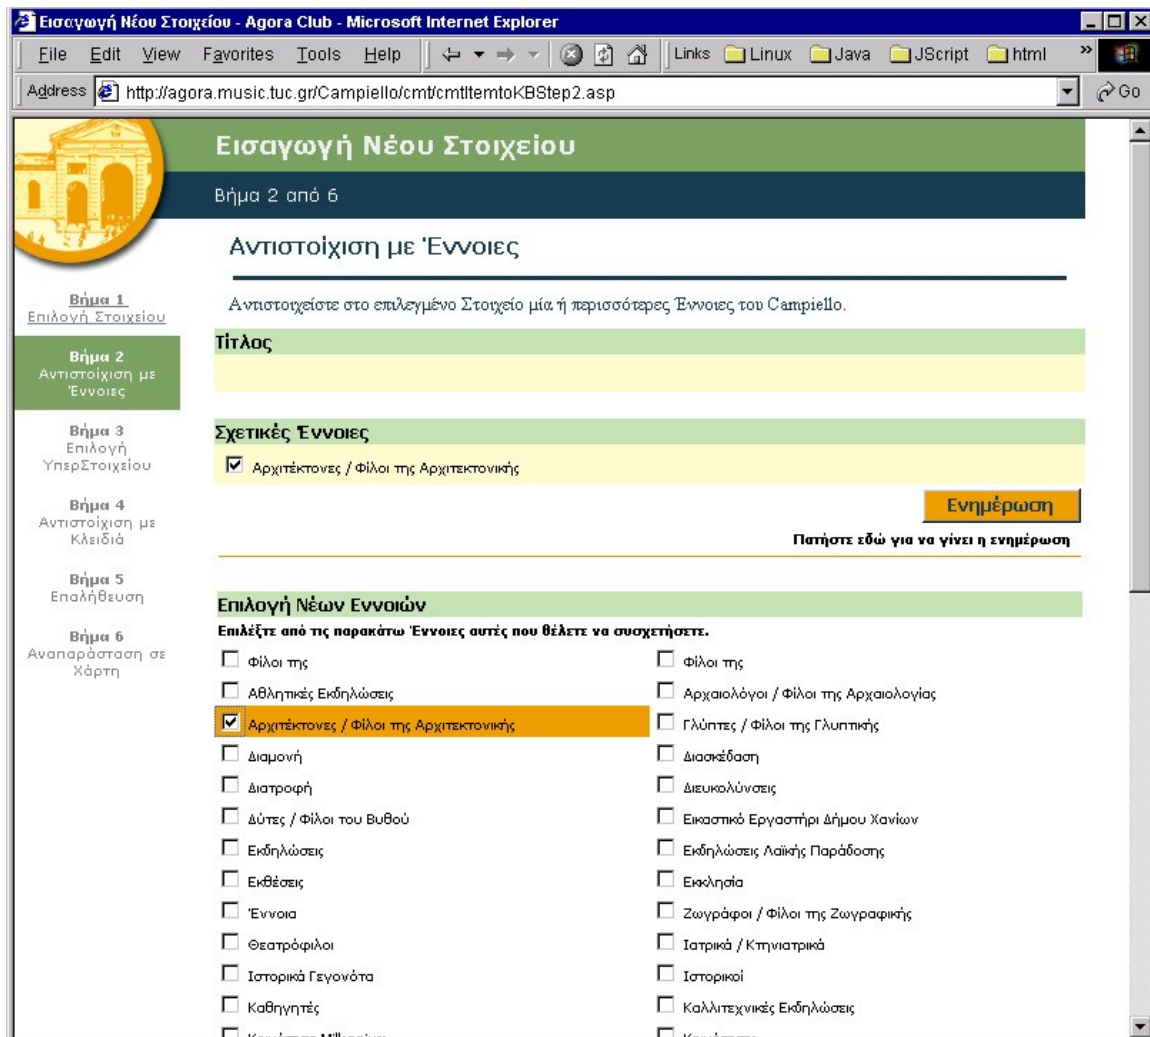 Εισαγωγή Νέου Στοιχείου - Agora Club - Microsoft Internet Explorer
File Edit View Favorites Tools Help Links Linux Java JScript html »
Address http://agora.music.tuc.gr/Campiello/cmt/cmtItemtoKBStep2.asp Go
Εισαγωγή Νέου Στοιχείου
Βήμα 2 από 6
Αντιστοίχιση με Έννοιες
Αντιστοιχείστε στο επιλεγμένο Στοιχείο μία ή περισσότερες Έννοιες του Campiello.
Βήμα 1
Επιλογή Στοιχείου
Βήμα 2
Αντιστοίχιση με
Έννοιες
Βήμα 3
Επιλογή
ΥπερΣτοιχείου
Βήμα 4
Αντιστοίχιση με
Κλειδιά
Βήμα 5
Επαλήθευση
Βήμα 6
Αναπαράσταση σε
Χάρτη
Τίτλος
Σχετικές Έννοιες
Αρχιτέκτονες / Φίλοι της Αρχιτεκτονικής
Ενημέρωση
Πατήστε εδώ για να γίνει η ενημέρωση
Επιλογή Νέων Εννοιών
Επιλέξτε από τις παρακάτω Έννοιες αυτές που θέλετε να συσχετήσετε.
Φίλοι της Φίλοι της
Αθλητικές Εκδηλώσεις Αρχαιολόγοι / Φίλοι της Αρχαιολογίας
Αρχιτέκτονες / Φίλοι της Αρχιτεκτονικής Γλύπτες / Φίλοι της Γλυπτικής
Διαμονή Διασκέδαση
Διατροφή Διευκολύνσεις
Δύτες / Φίλοι του Βυθού Εικαστικό Εργαστήρι Δήμου Χανίων
Εκδηλώσεις Εκδηλώσεις Λαϊκής Παράδοσης
Εκθέσεις Εκκλησία
Έννοια Ζωγράφοι / Φίλοι της Ζωγραφικής
Θεατρόφιλοι Ιατρικά / Κτηνιατρικά
Ιστορικά Γεγονότα Ιστορικοί
Καθηγητές Καλλιτεχνικές Εκδηλώσεις